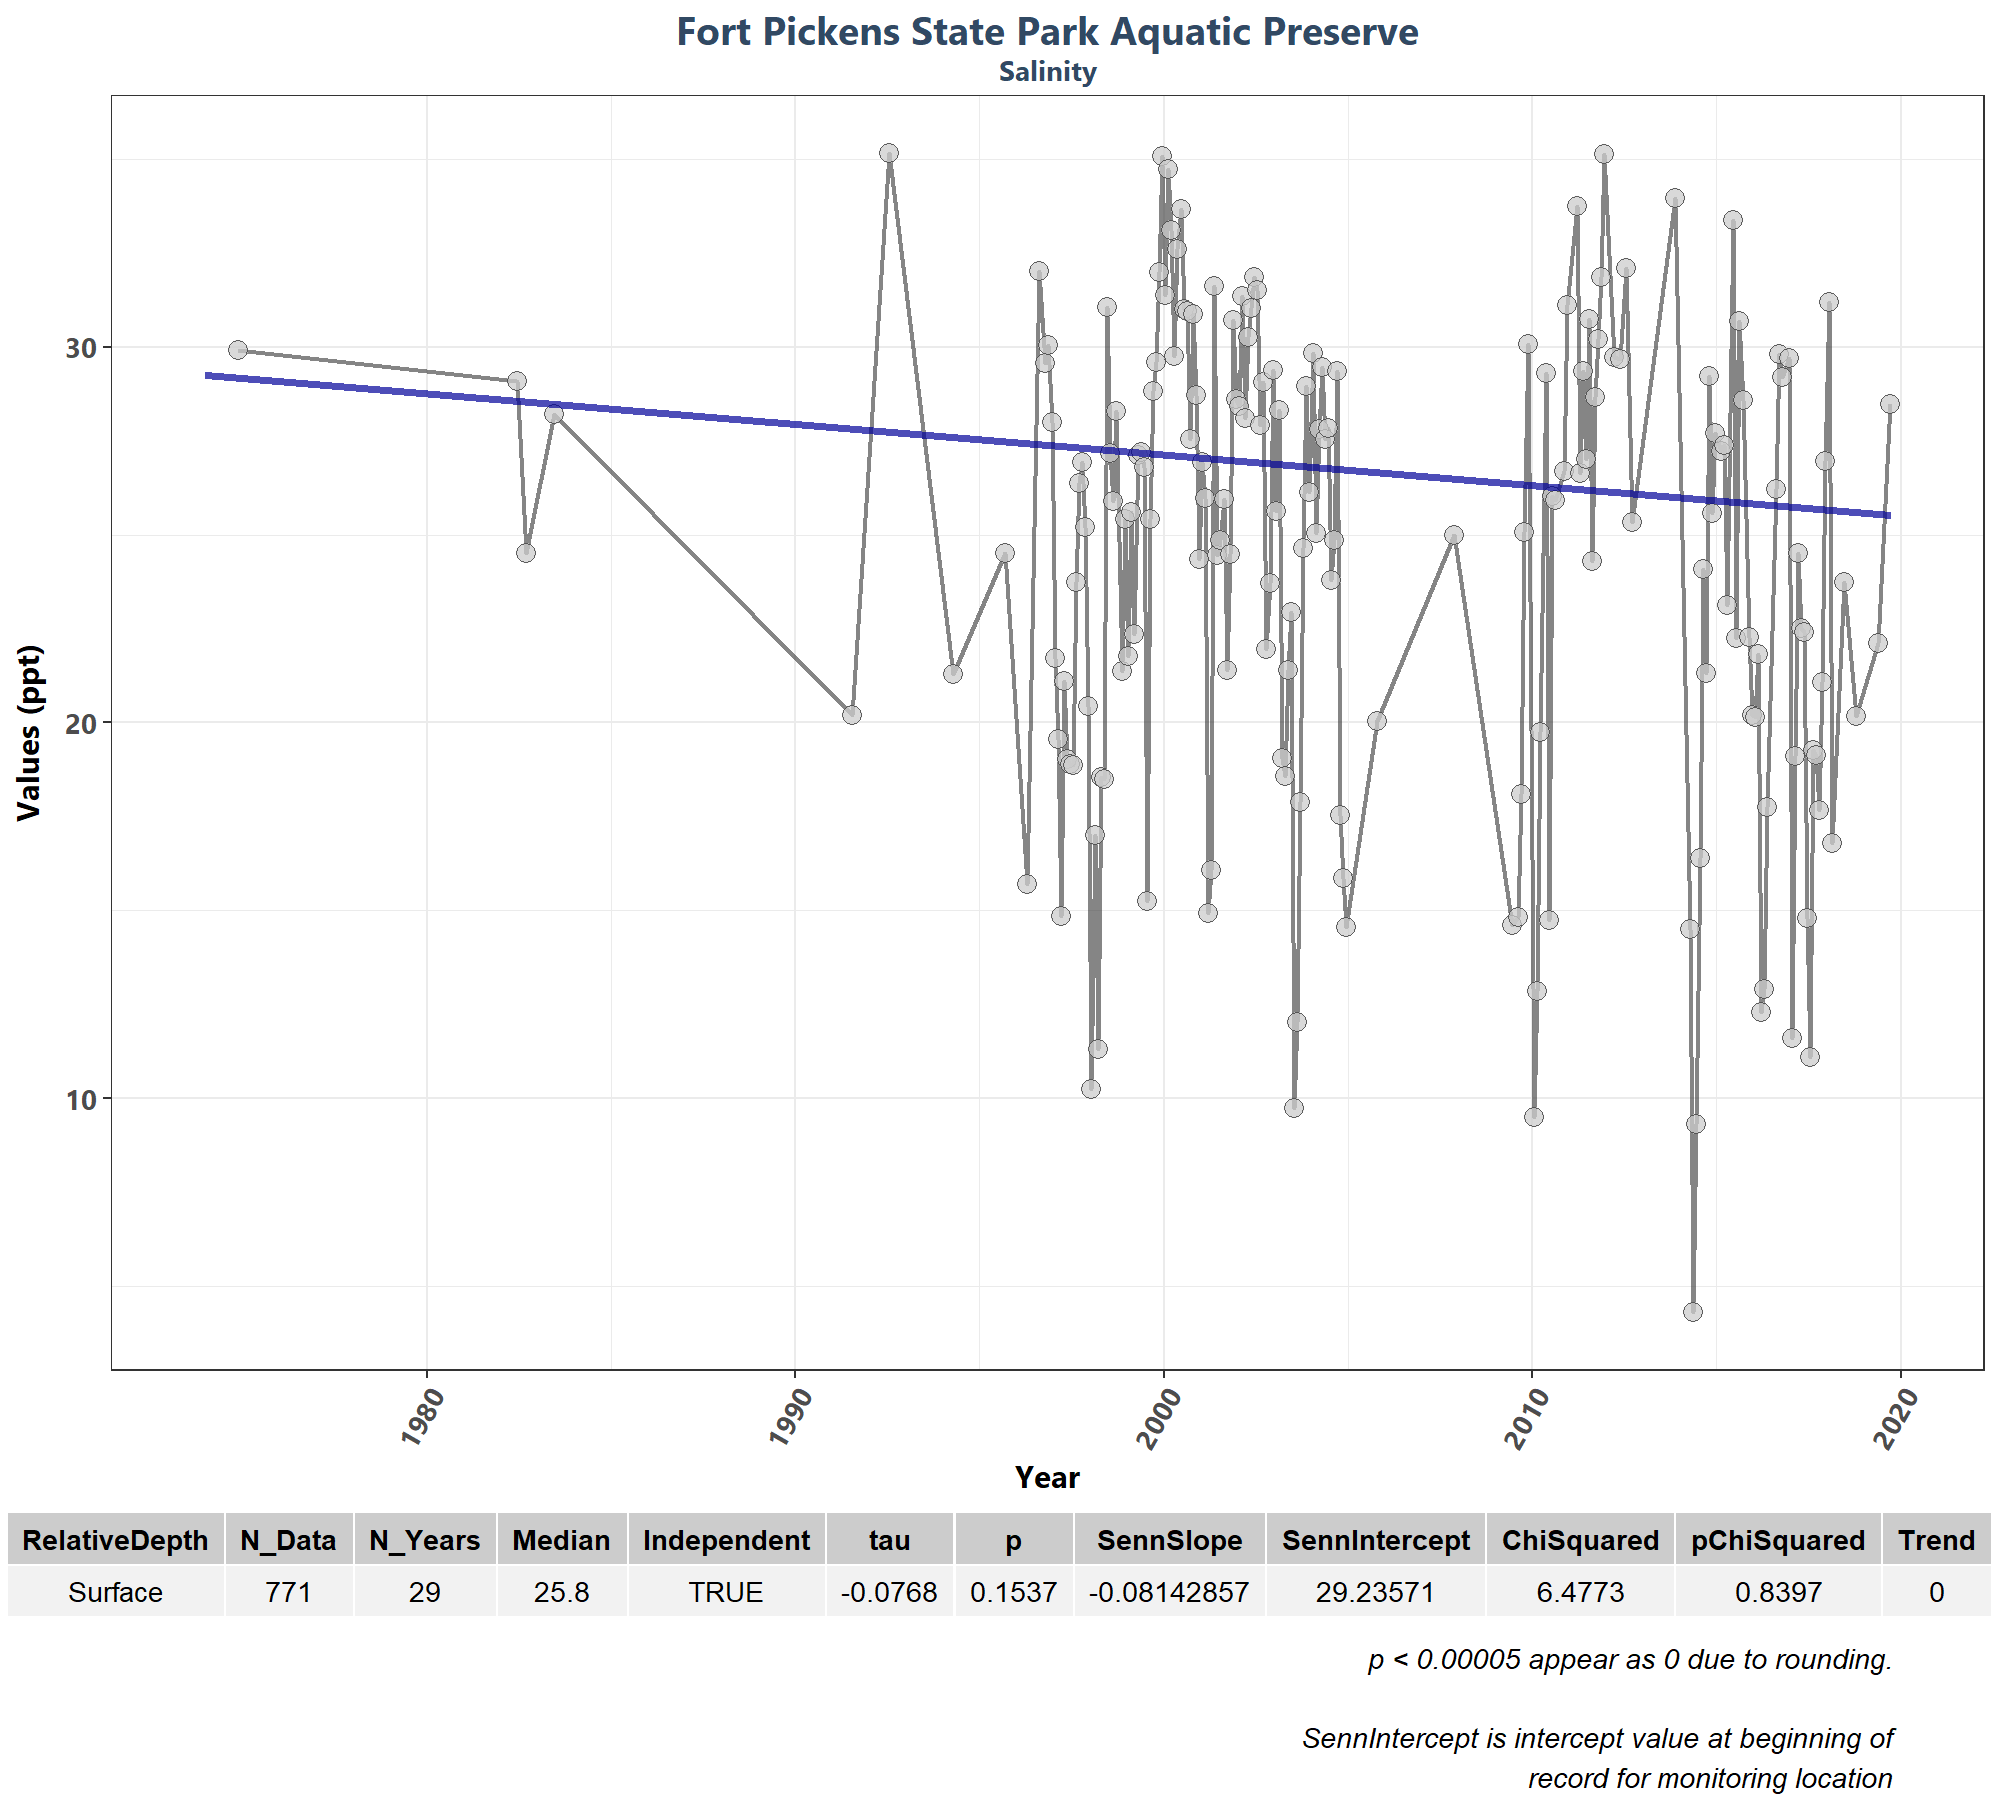 Fort Pickens State Park Aquatic Preserve
Salinity
Values (ppt)
30
20
10
1980
1990
2000
2010
2020
Year
RelativeDepth N_Data N_Years Median Independent tau p SennSlope SennIntercept ChiSquared pChiSquared Trend
Surface 771 29 25.8 TRUE -0.0768 0.1537 -0.08142857 29.23571 6.4773 0.8397 0
p < 0.00005 appear as 0 due to rounding.
SennIntercept is intercept value at beginning of
record for monitoring location